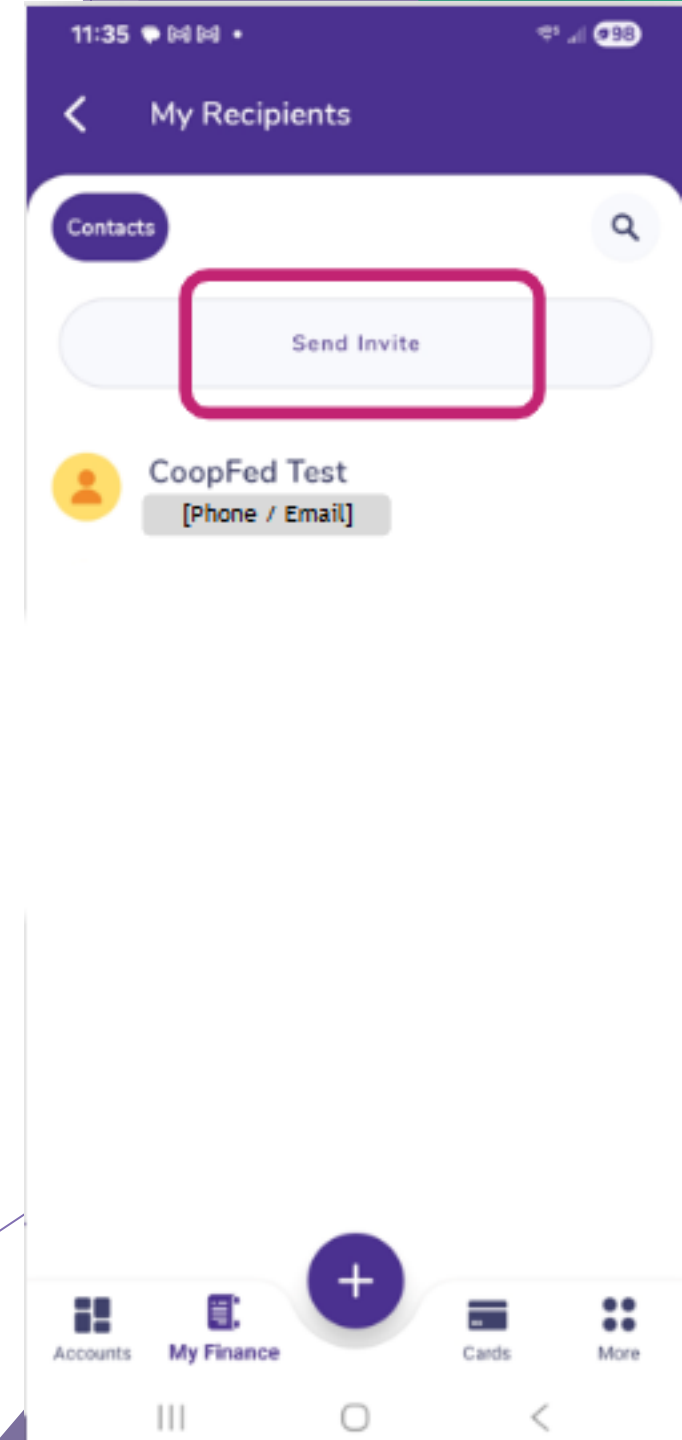 11:35
98
My Recipients
Contacts
Send Invite
CoopFed Test
[Phone / Email]
Accounts
My Finance
Cards
More